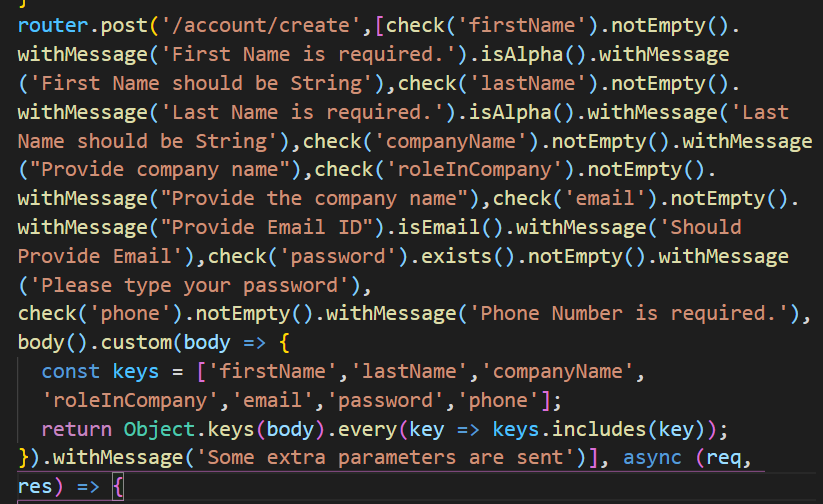 }
router.post('/account/create',[check('firstName').notEmpty().
withMessage('First Name is required.').isAlpha().withMessage
('First Name should be String'),check('lastName').notEmpty().
withMessage('Last Name is required.').isAlpha().withMessage('Last
Name should be String'),check('companyName').notEmpty().withMessage
("Provide company name"),check('roleInCompany').notEmpty().
withMessage("Provide the company name"),check('email').notEmpty().
withMessage("Provide Email ID").isEmail().withMessage('Should
Provide Email'),check('password').exists().notEmpty().withMessage
('Please type your password'),
check('phone').notEmpty().withMessage('Phone Number is required.'),
body().custom(body => {
const keys = ['firstName','lastName','companyName',
'roleInCompany','email','password','phone'];
return Object.keys(body).every(key => keys.includes(key));
}).withMessage('Some extra parameters are sent')], async (req,
res) => {